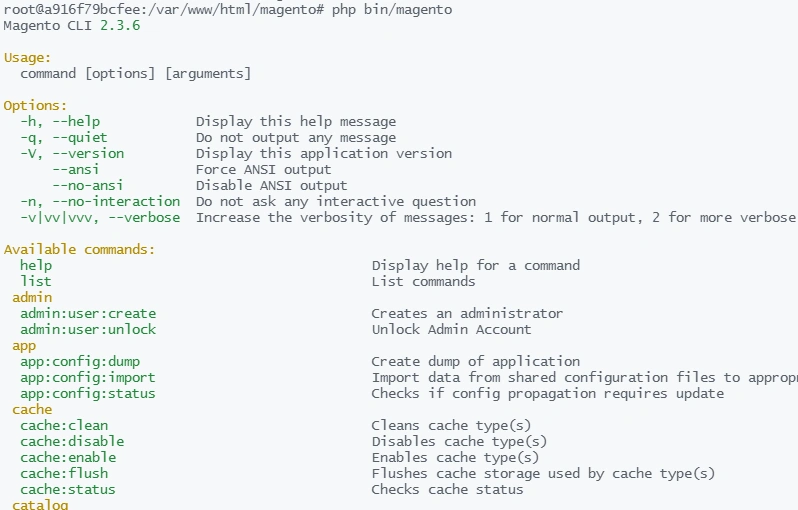 root@a916f79bcfee:/var/www/html/magento# php bin/magento
Magento CLI 2.3.6
Usage:
command [options] [arguments]
Options:
-h, --help Display this help message
-q, --quiet Do not output any message
-V, --version Display this application version
--ansi Force ANSI output
--no-ansi Disable ANSI output
-n, --no-interaction Do not ask any interactive question
-v|vv|vvv, --verbose Increase the verbosity of messages: 1 for normal output, 2 for more verbose
Available commands:
help Display help for a command
list List commands
admin
admin:user:create Creates an administrator
admin:user:unlock Unlock Admin Account
app
app:config:dump Create dump of application
app:config:import Import data from shared configuration files to approp
app:config:status Checks if config propagation requires update
cache
cache:clean Cleans cache type(s)
cache:disable Disables cache type(s)
cache:enable Enables cache type(s)
cache:flush Flushes cache storage used by cache type(s)
cache:status Checks cache status
catalog